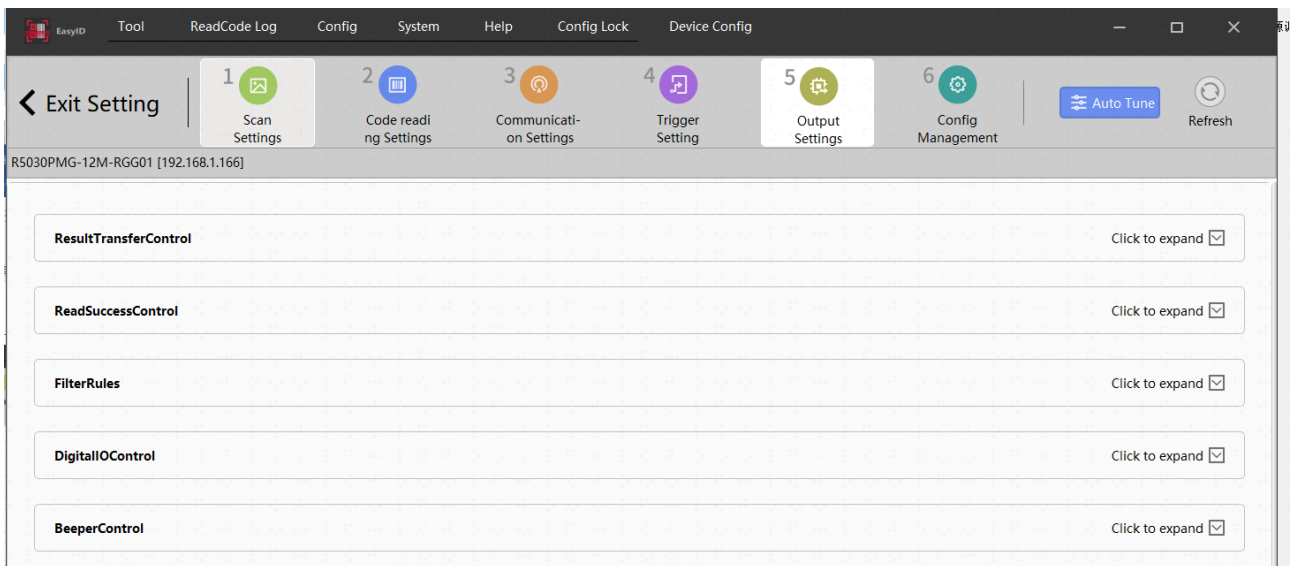 EasyID Tool ReadCode Log Config System Help Config Lock Device Config
Exit Setting
1
Scan
Settings
2
Code readi
ng Settings
3
Communicati-
on Settings
4
Trigger
Setting
5
Output
Settings
6
Config
Management
Auto Tune
Refresh
R5030PMG-12M-RGG01 [192.168.1.166]
ResultTransferControl Click to expand
ReadSuccessControl Click to expand
FilterRules Click to expand
DigitalIOControl Click to expand
BeeperControl Click to expand